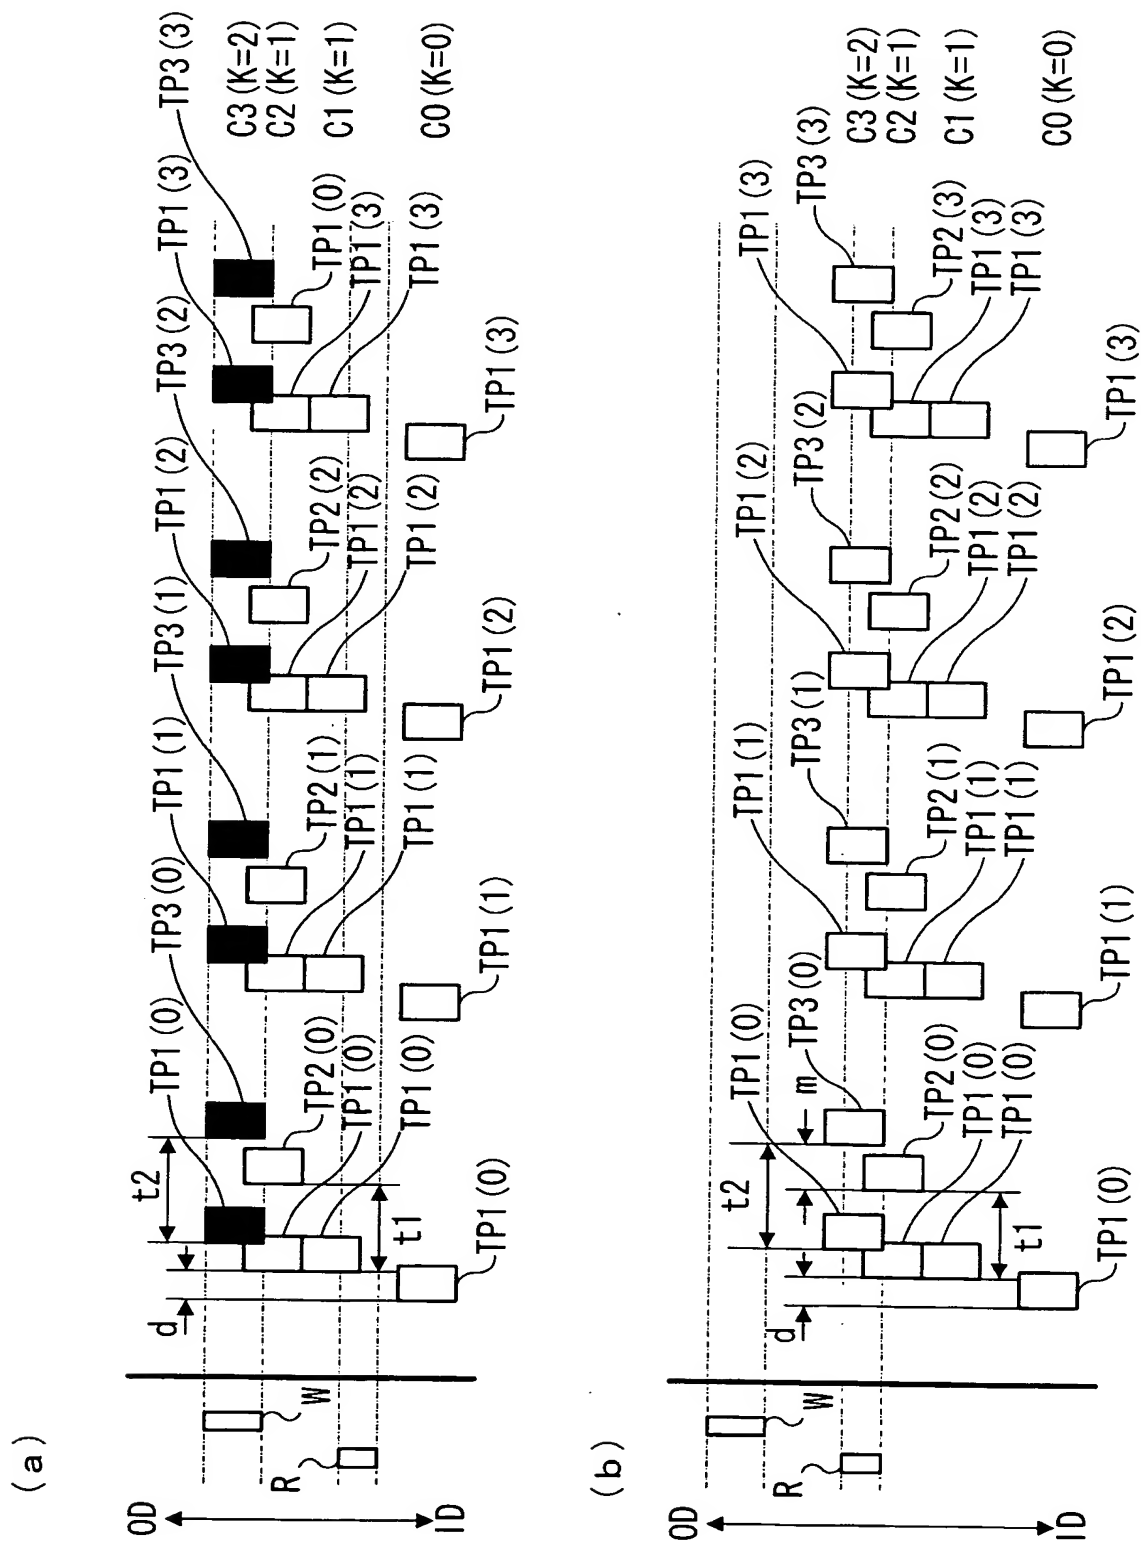 (a)
OD
ID
R
W
d
t2
t1
TP1(0)
TP3(0)
TP2(0)
TP1(0)
TP1(0)
TP1(0)
TP1(1)
TP3(1)
TP2(1)
TP1(1)
TP1(1)
TP1(1)
TP1(2)
TP3(2)
TP2(2)
TP1(2)
TP1(2)
TP1(2)
TP1(3)
TP3(3)
TP1(0)
TP1(3)
TP1(3)
TP1(3)
C3(K=2)
C2(K=1)
C1(K=1)
C0(K=0)
(b)
OD
ID
R
W
d
t2
m
t1
TP1(0)
TP3(0)
TP2(0)
TP1(0)
TP1(0)
TP1(0)
TP1(1)
TP3(1)
TP2(1)
TP1(1)
TP1(1)
TP1(1)
TP1(2)
TP3(2)
TP2(2)
TP1(2)
TP1(2)
TP1(2)
TP1(3)
TP3(3)
TP2(3)
TP1(3)
TP1(3)
TP1(3)
C3(K=2)
C2(K=1)
C1(K=1)
C0(K=0)